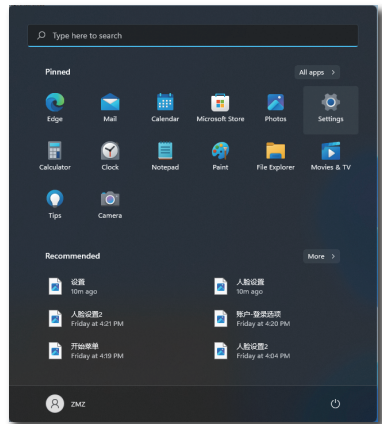 Type here to search
Pinned
All apps >
Edge Mail Calendar Microsoft Store Photos Settings
Calculator Clock Notepad Paint File Explorer Movies & TV
Tips Camera
Recommended
More >
设置 人脸设置
10m ago 10m ago
人脸设置2 账户-登录选项
Friday at 4:21 PM Friday at 4:20 PM
开始菜单 人脸设置2
Friday at 4:19 PM Friday at 4:04 PM
ZMZ